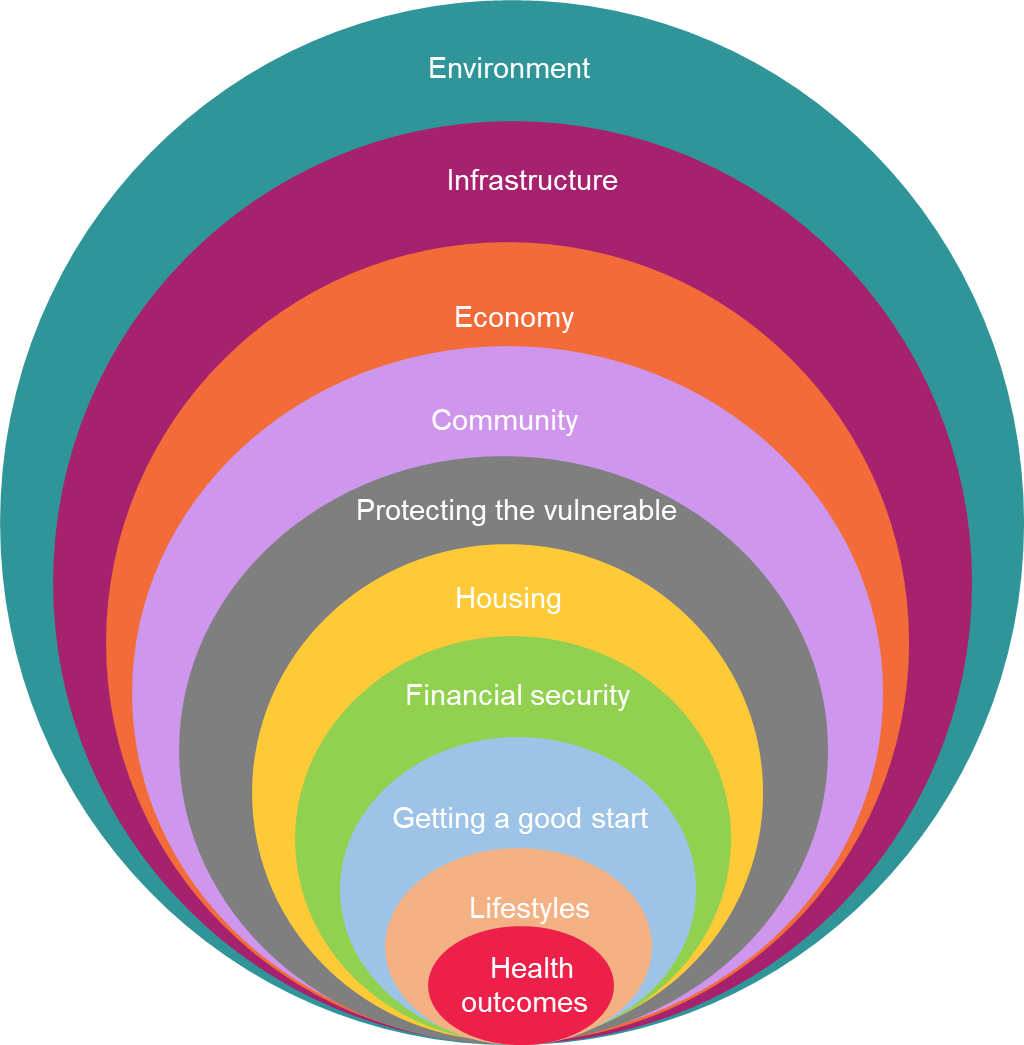 Environment
Infrastructure
Economy
Community
Protecting the vulnerable
Housing
Financial security
Getting a good start
Lifestyles
Health
outcomes